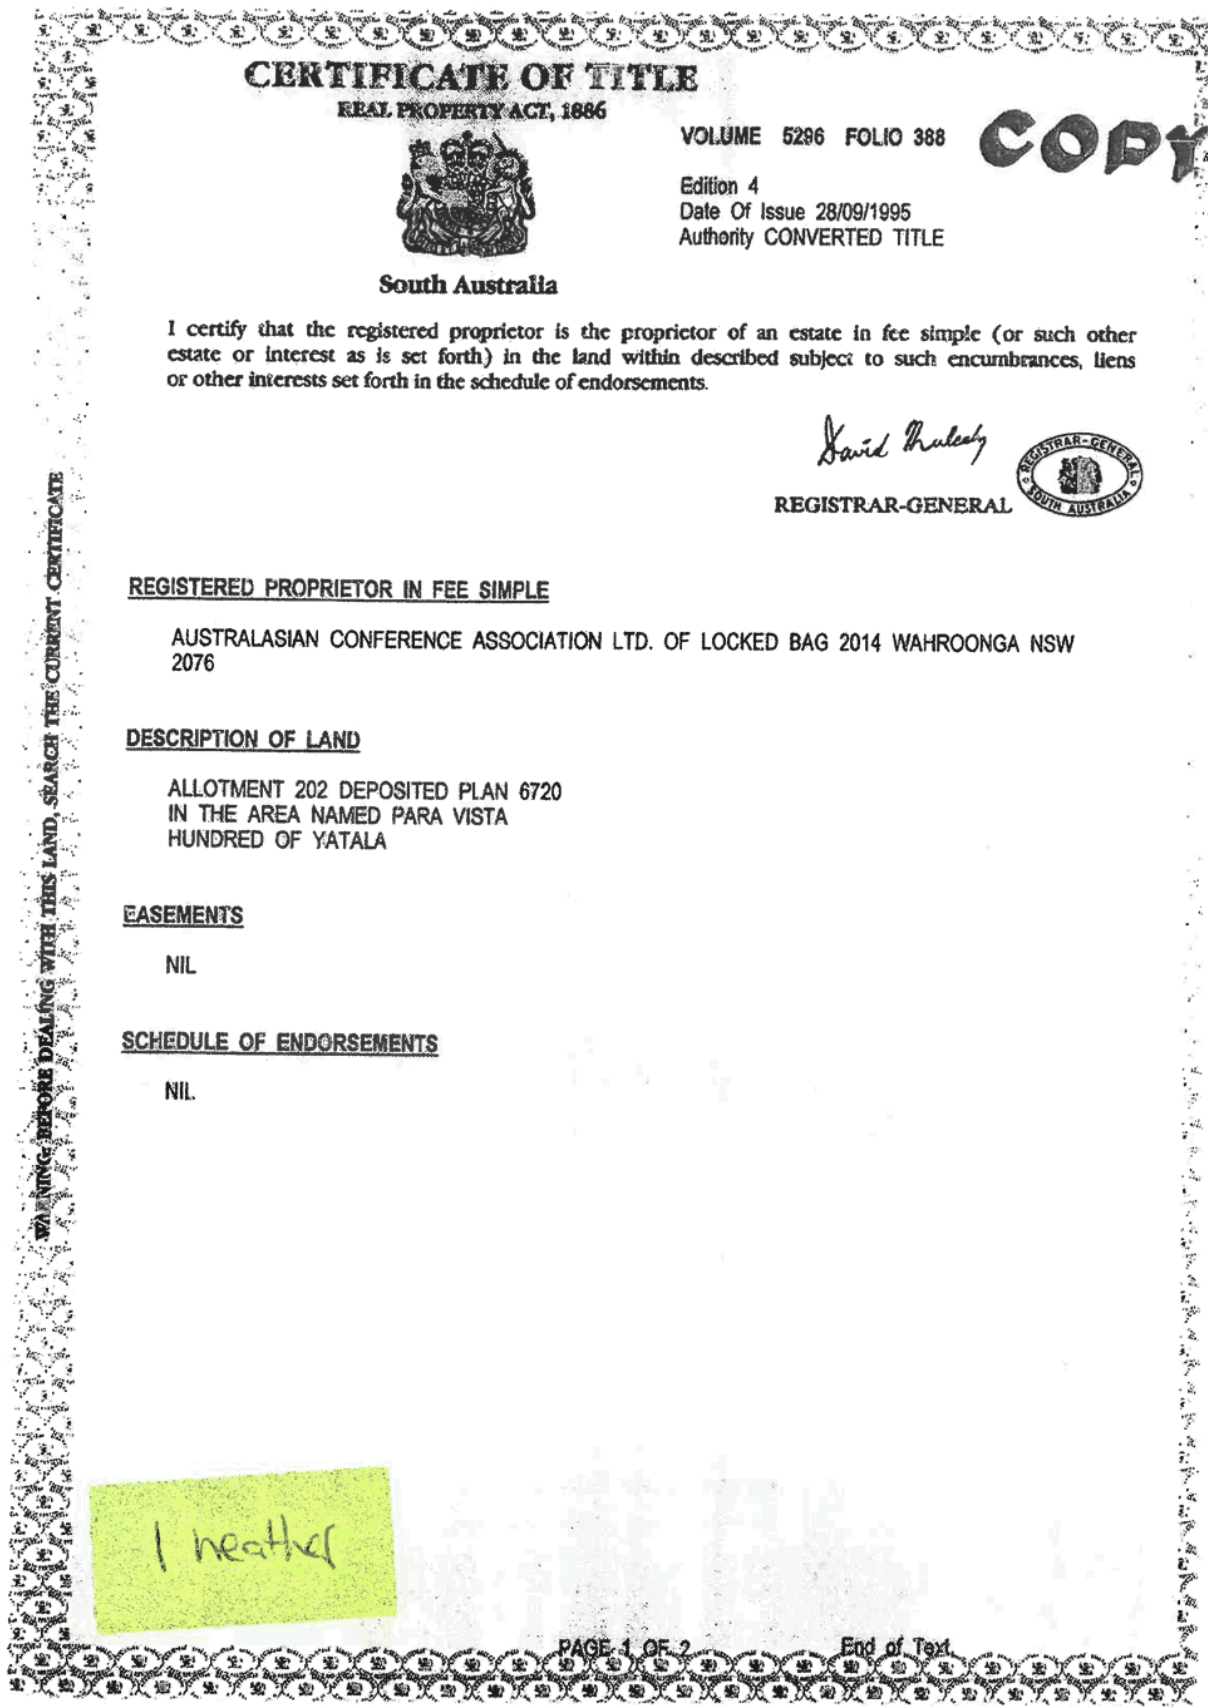 CERTIFICATE OF TITLE
REAL PROPERTY ACT, 1886
South Australia
VOLUME 5296 FOLIO 388
COPY
Edition 4
Date Of Issue 28/09/1995
Authority CONVERTED TITLE
I certify that the registered proprietor is the proprietor of an estate in fee simple (or such other
estate or interest as is set forth) in the land within described subject to such encumbrances, liens
or other interests set forth in the schedule of endorsements.
David
REGISTRAR-GENERAL
REGISTRAR-GENERAL
SOUTH AUSTRALIA
WARNING: BEFORE DEALING WITH THIS LAND, SEARCH THE CURRENT CERTIFICATE
REGISTERED PROPRIETOR IN FEE SIMPLE
AUSTRALASIAN CONFERENCE ASSOCIATION LTD. OF LOCKED BAG 2014 WAHROONGA NSW
2076
DESCRIPTION OF LAND
ALLOTMENT 202 DEPOSITED PLAN 6720
IN THE AREA NAMED PARA VISTA
HUNDRED OF YATALA
EASEMENTS
NIL
SCHEDULE OF ENDORSEMENTS
NIL.
1 heather
PAGE 1 OF 2
End of Text